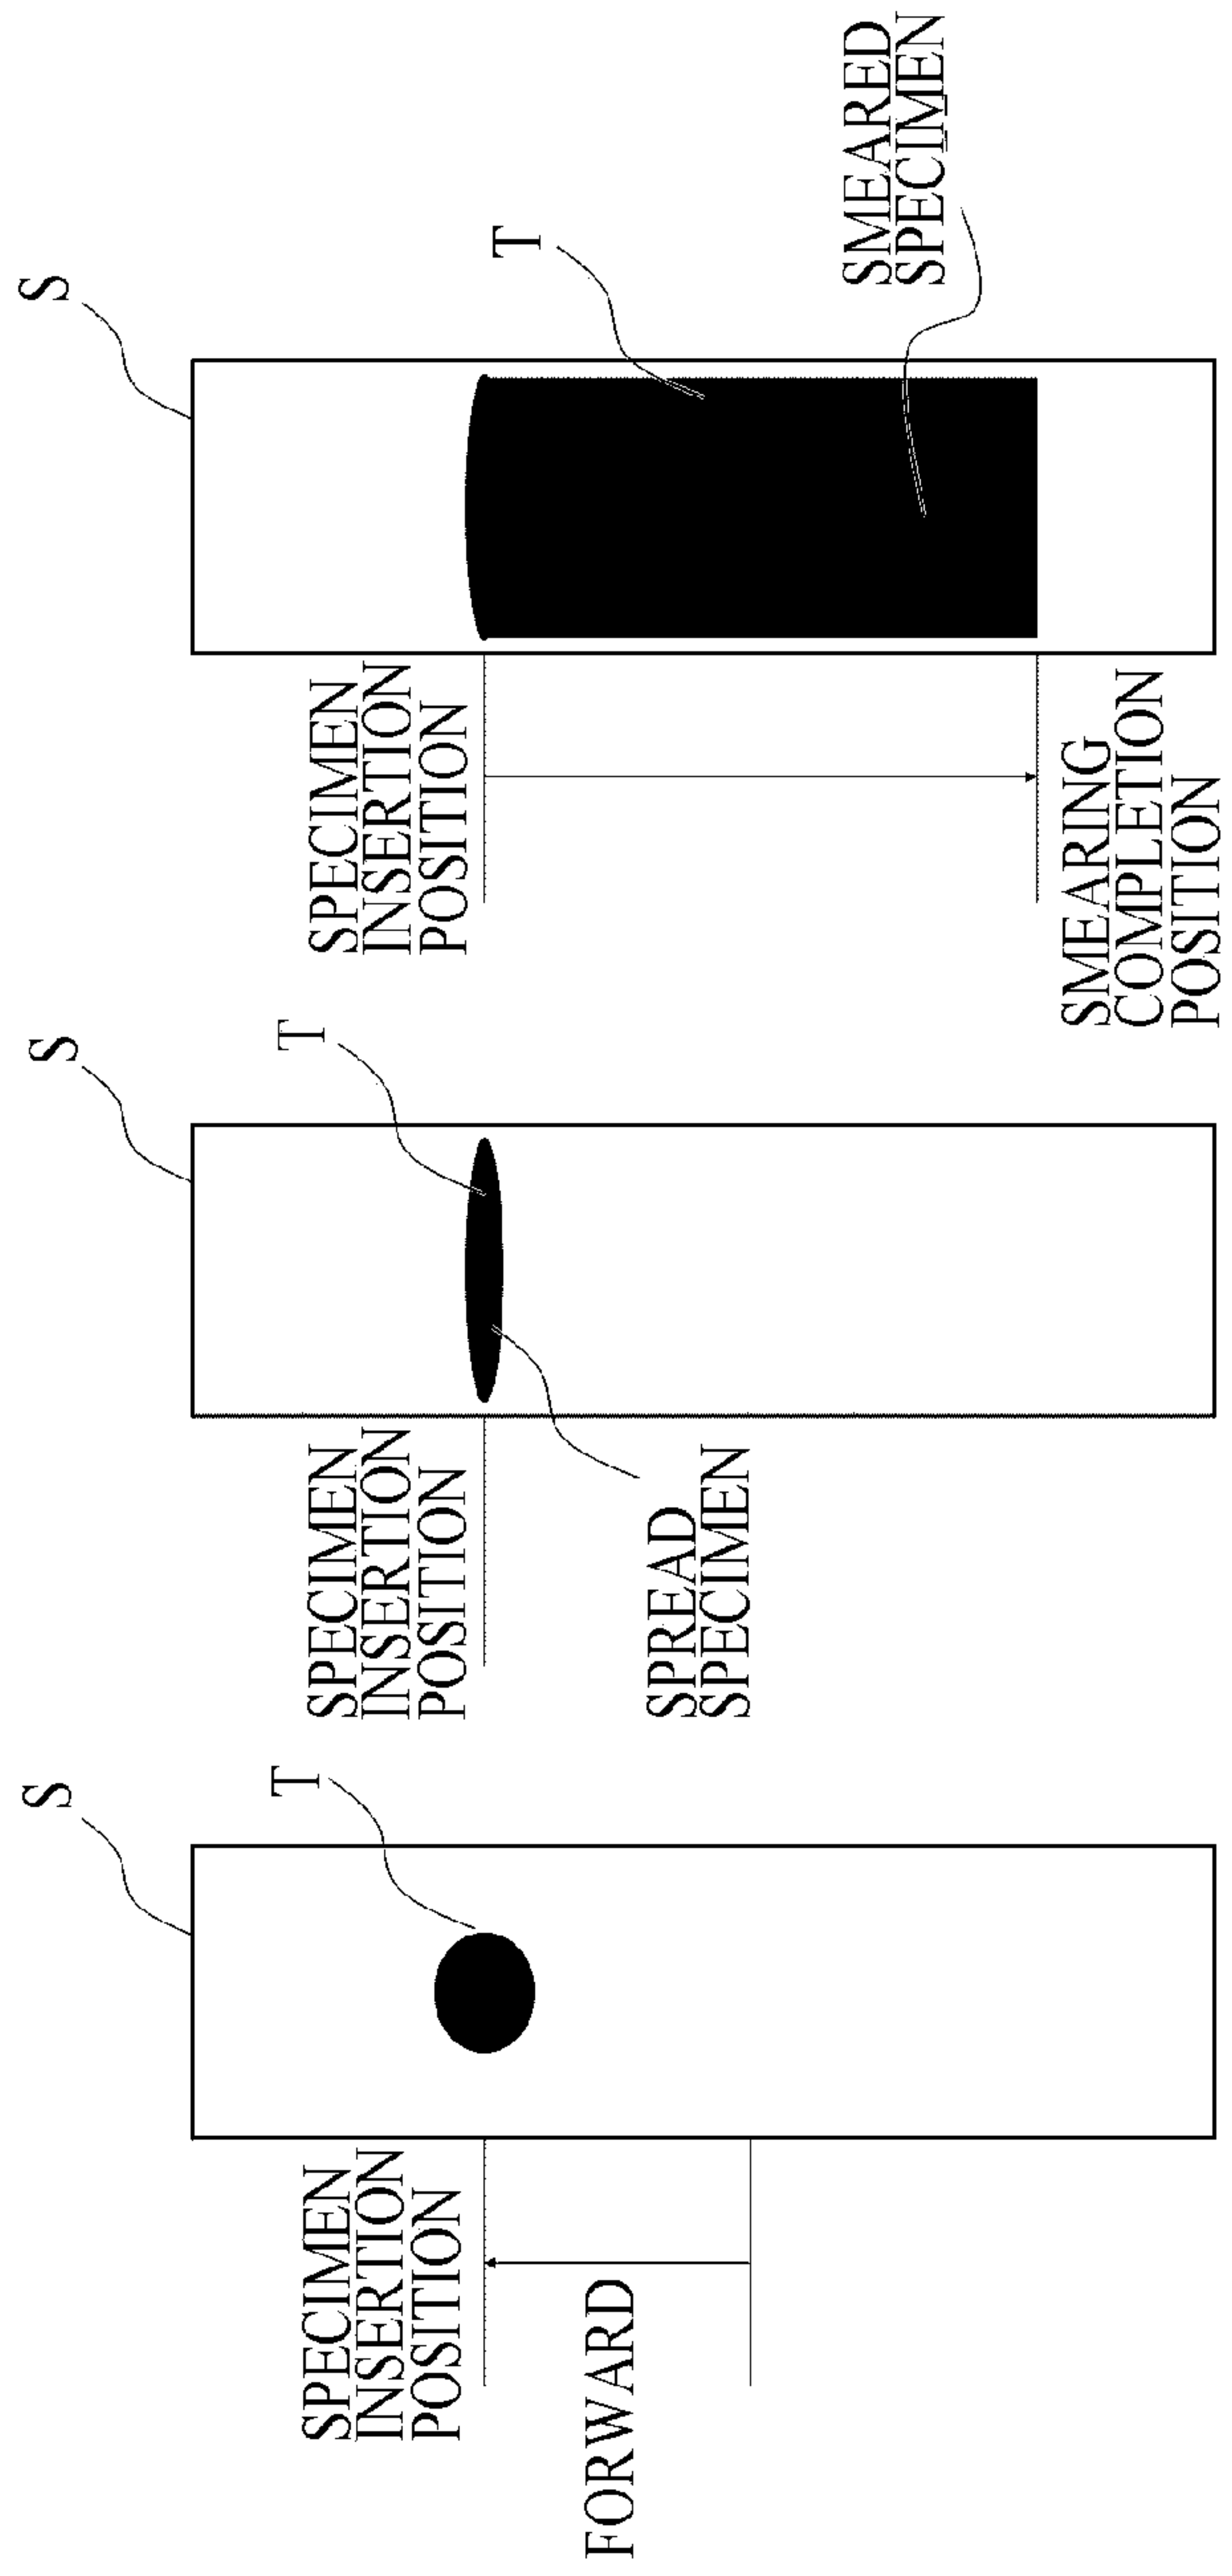 S
T
SPECIMEN
INSERTION
POSITION
FORWARD
S
T
SPECIMEN
INSERTION
POSITION
SPREAD
SPECIMEN
S
SPECIMEN
INSERTION
POSITION
T
SMEARED
SPECIMEN
SMEARING
COMPLETION
POSITION